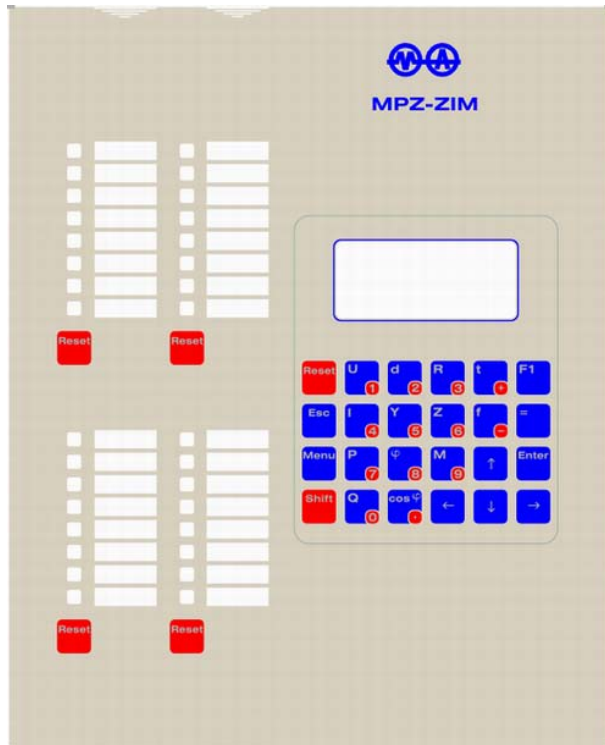 MA
MPZ-ZIM
Reset Reset
Reset U 1 d 2 R 3 t + F1
Esc I 4 Y 5 Z 6 f − =
Menu P 7 φ 8 M 9 ↑ Enter
Shift Q 0 cos φ · ← ↓ →
Reset Reset